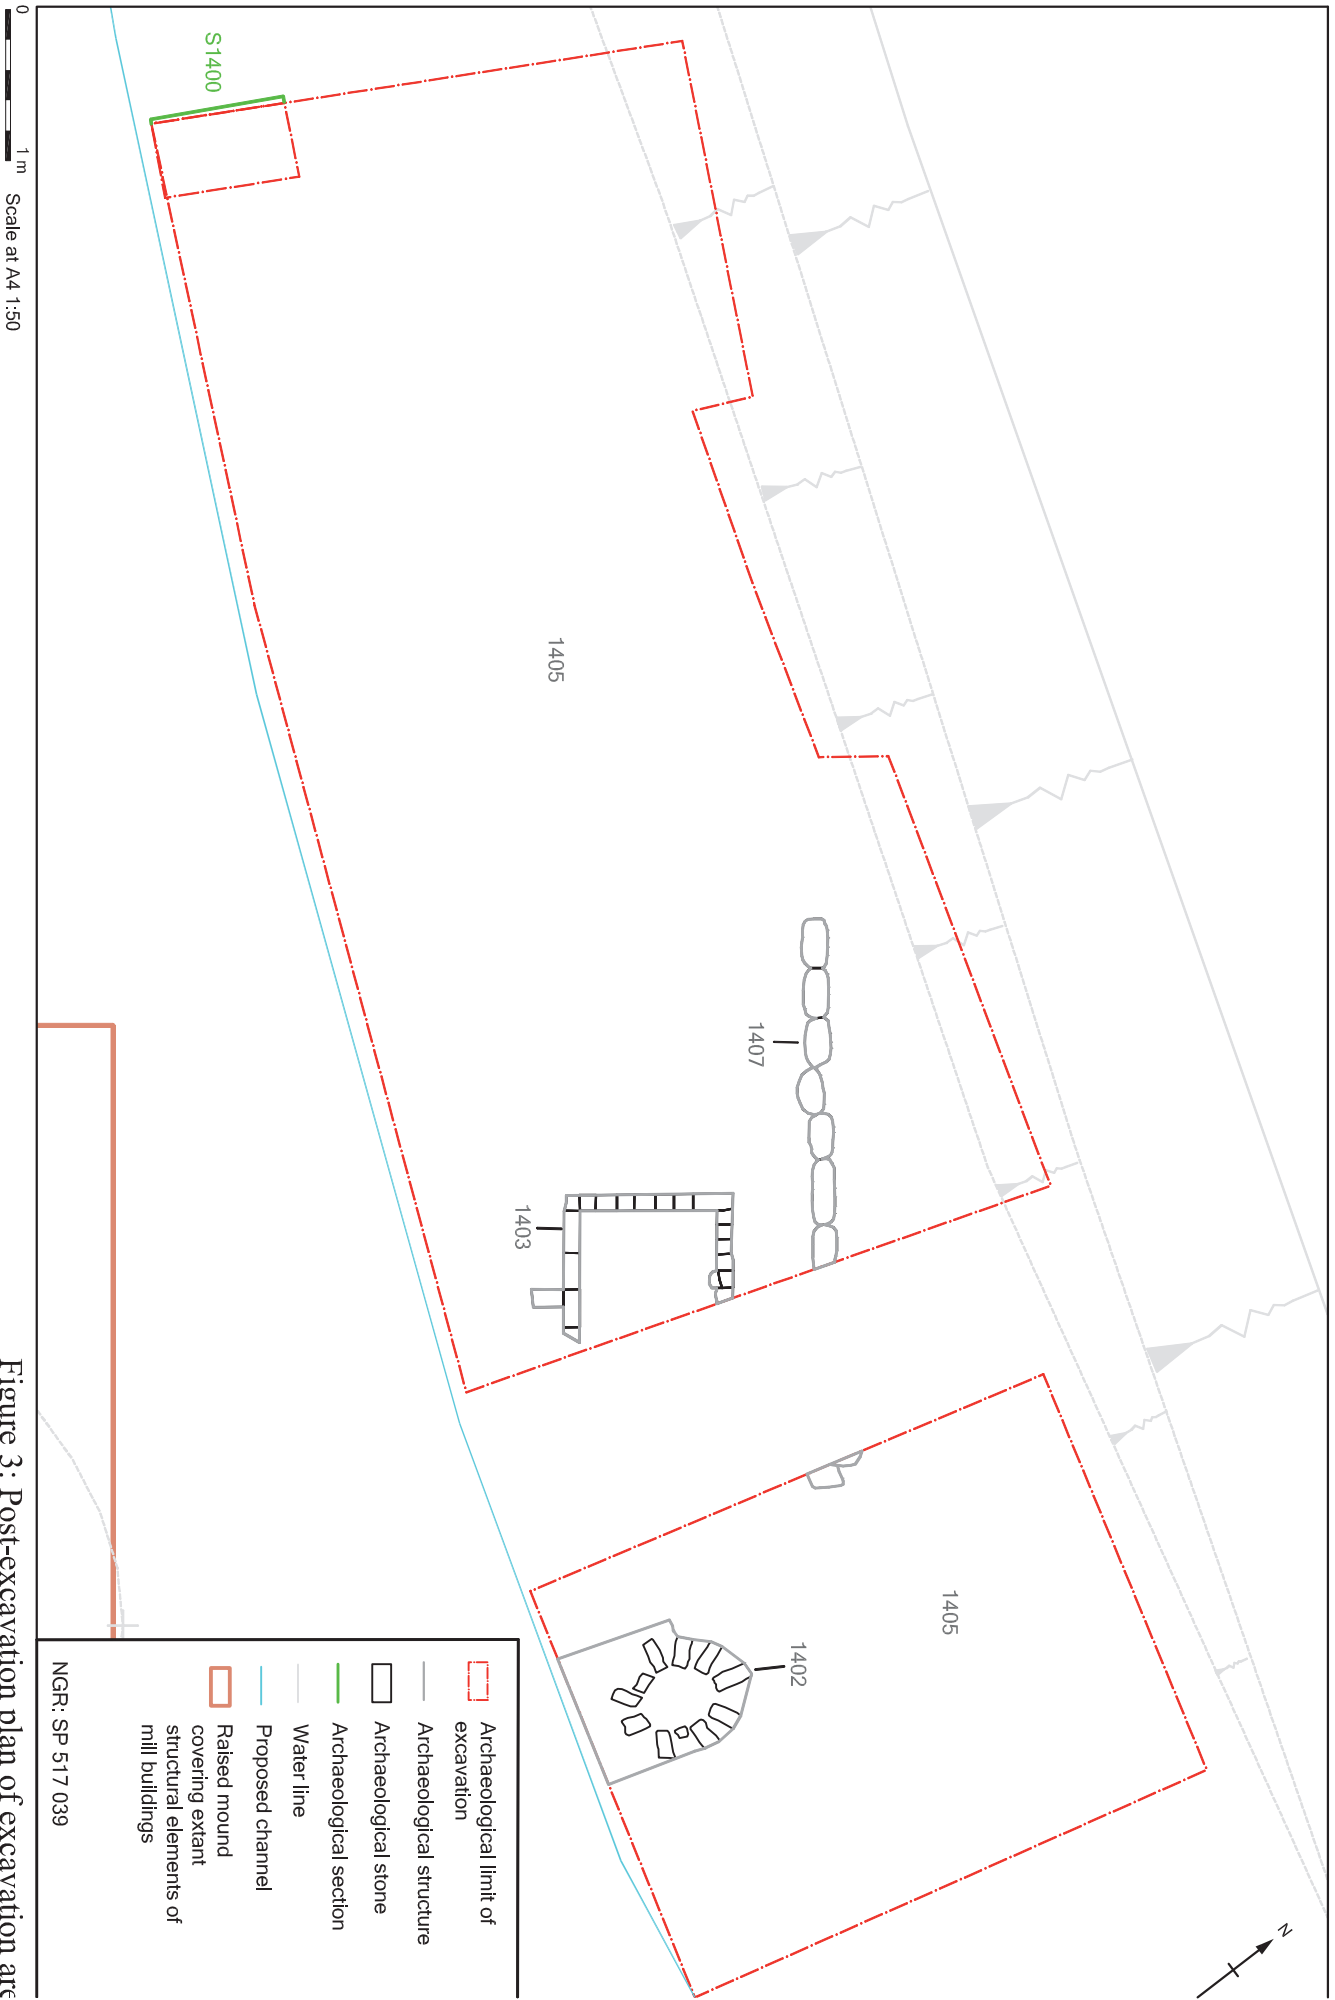 S1400
1405
1407
1403
1405
1402
N
Archaeological limit of
excavation
Archaeological structure
Archaeological stone
Archaeological section
Water line
Proposed channel
Raised mound
covering extant
structural elements of
mill buildings
NGR: SP 517 039
0 1 m Scale at A4 1:50
Figure 3: Post-excavation plan of excavation are